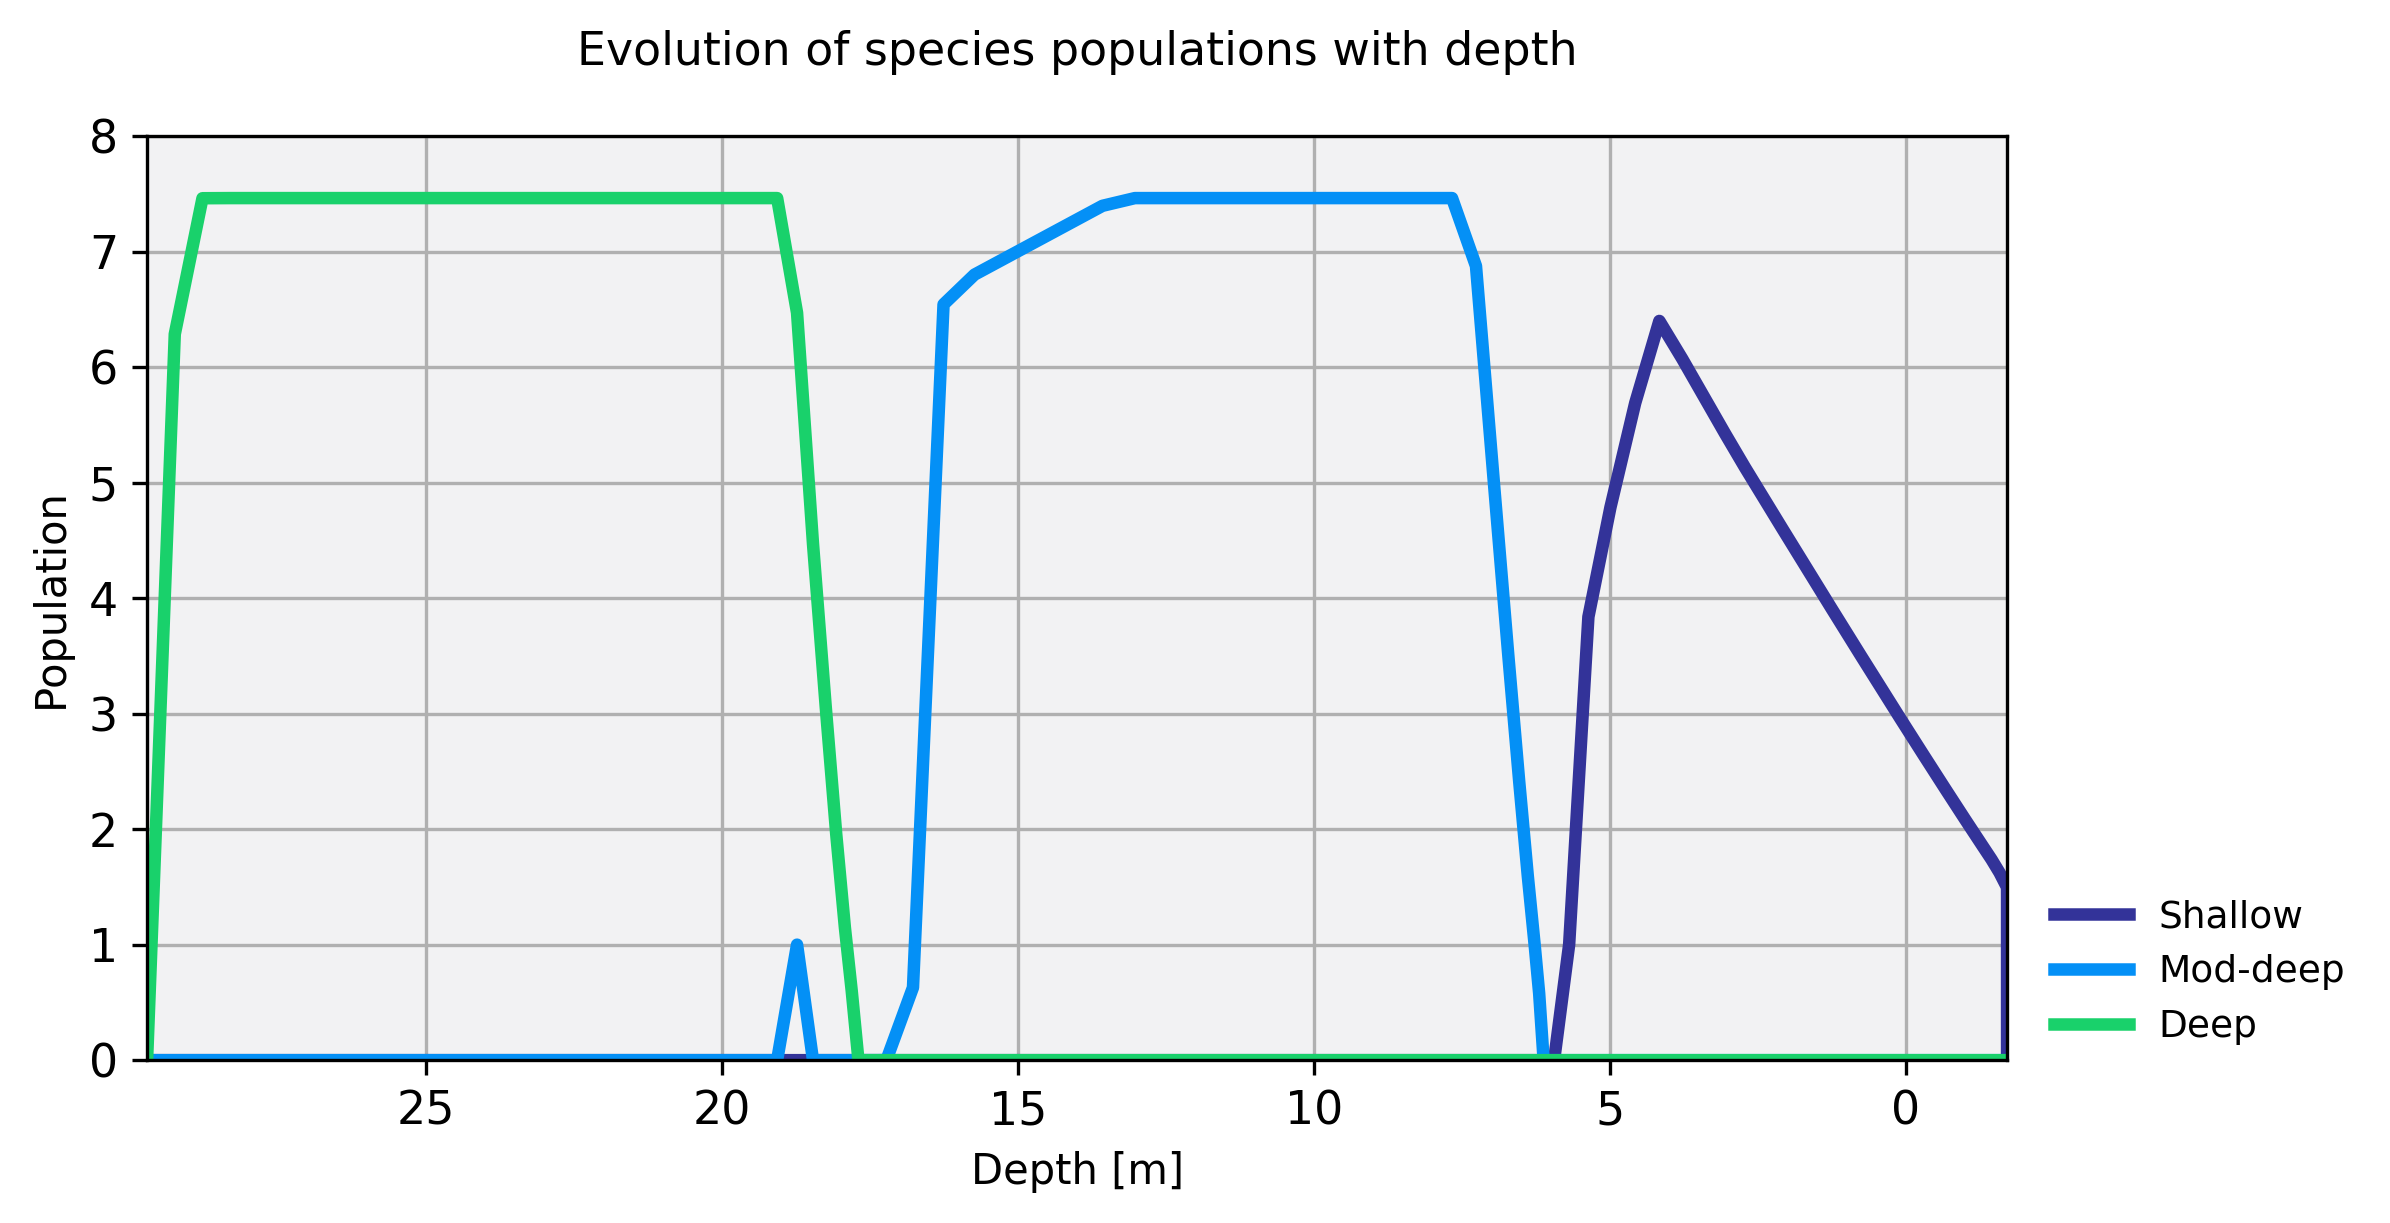 Evolution of species populations with depth
8
7
6
5
4
3
2
1
0
Population
25 20 15 10 5 0
Depth [m]
Shallow
Mod-deep
Deep